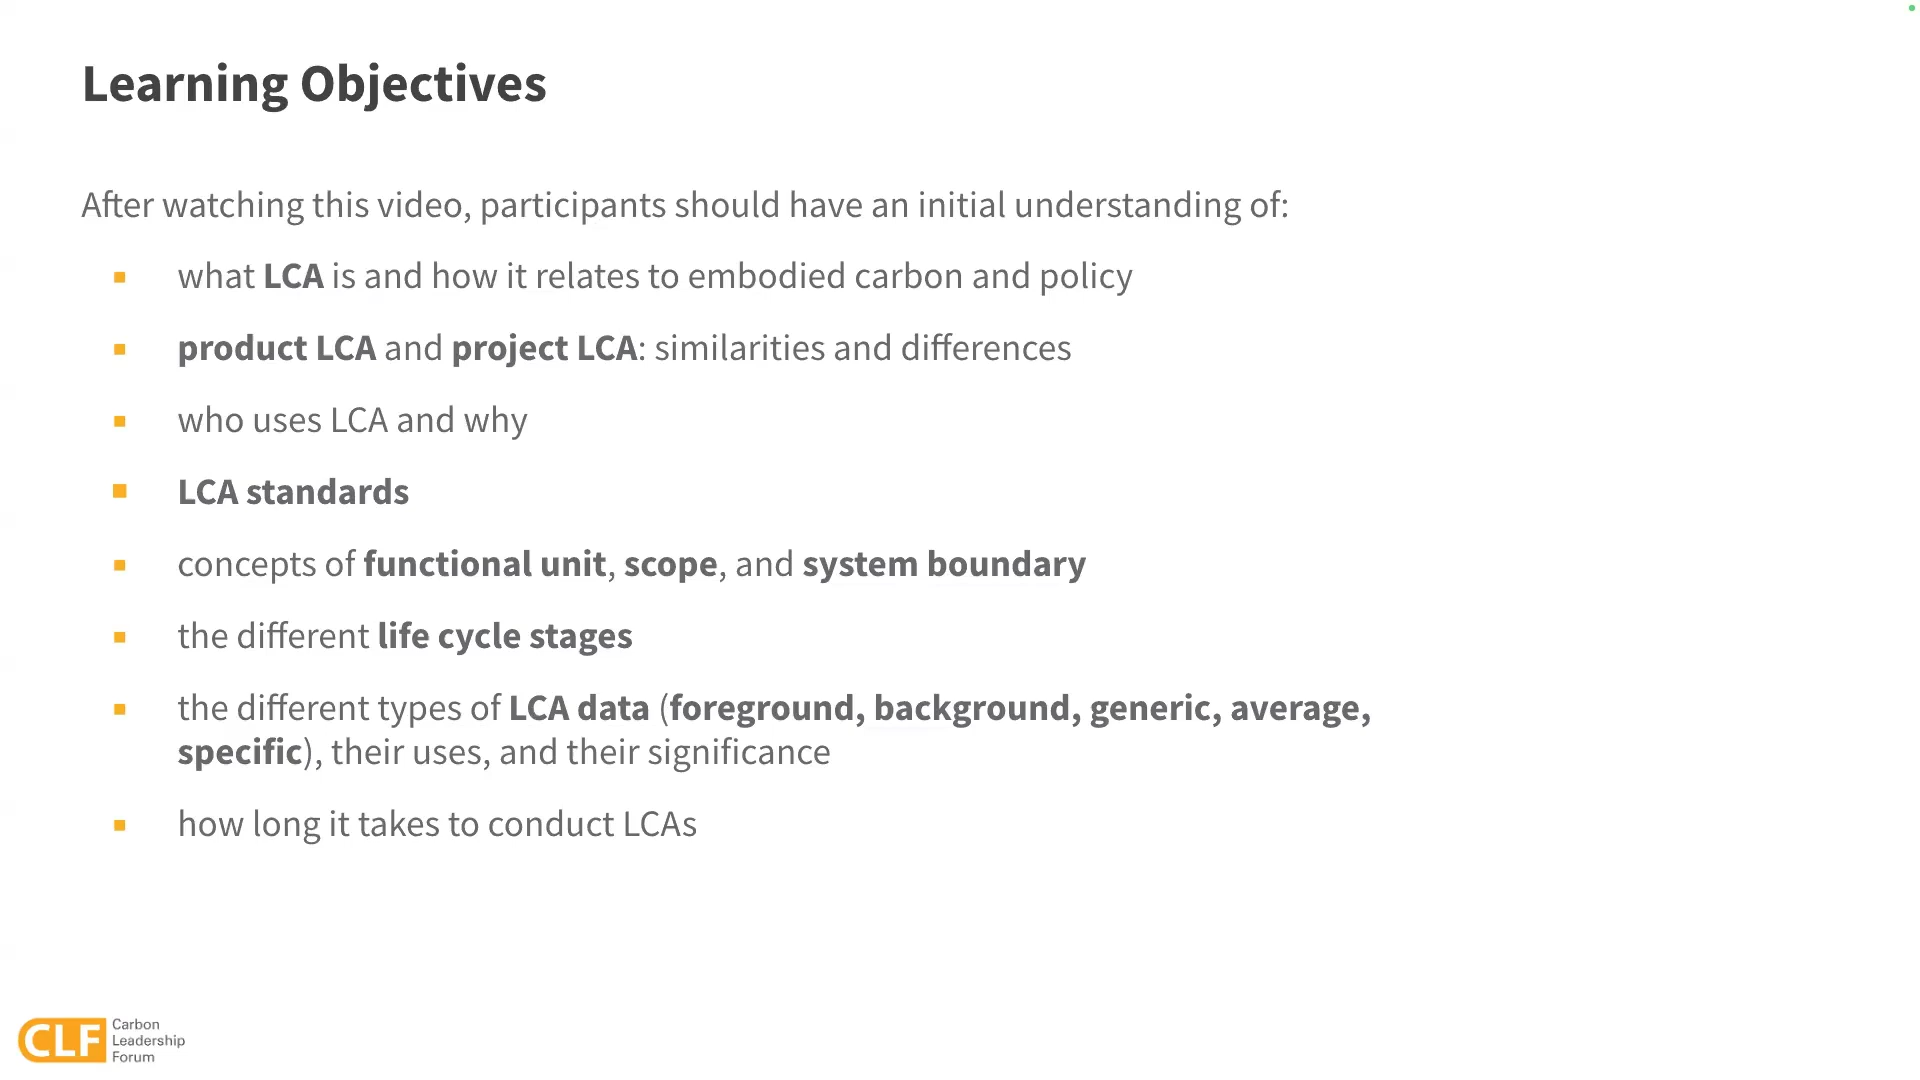 Learning Objectives
After watching this video, participants should have an initial understanding of:
what LCA is and how it relates to embodied carbon and policy
product LCA and project LCA: similarities and differences
who uses LCA and why
LCA standards
concepts of functional unit, scope, and system boundary
the different life cycle stages
the different types of LCA data (foreground, background, generic, average,
specific), their uses, and their significance
how long it takes to conduct LCAs
CLF
Carbon
Leadership
Forum